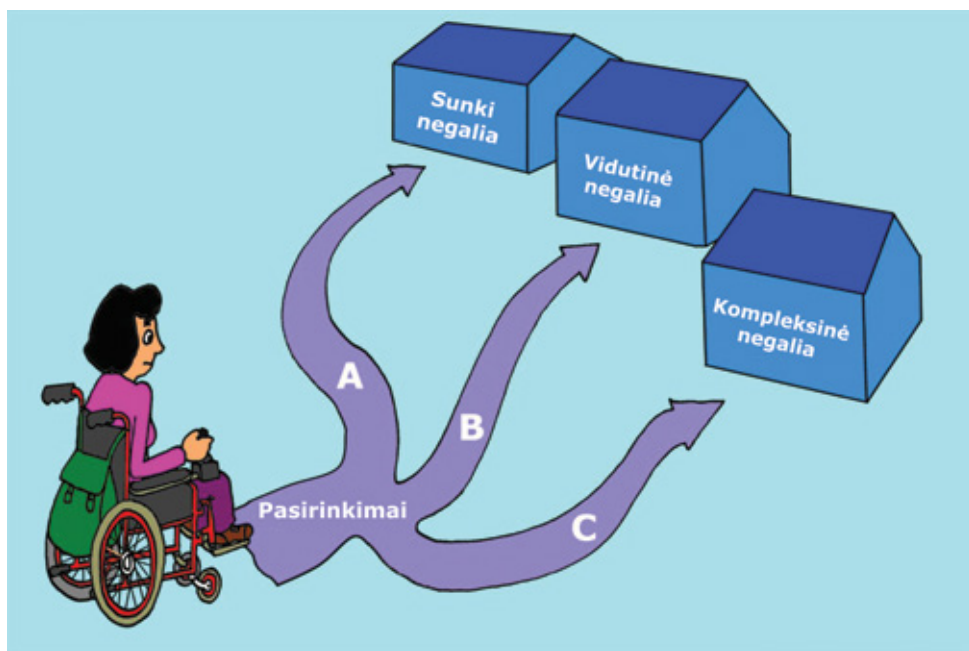 Sunki
negalia
Vidutinė
negalia
Kompleksinė
negalia
A
B
C
Pasirinkimai